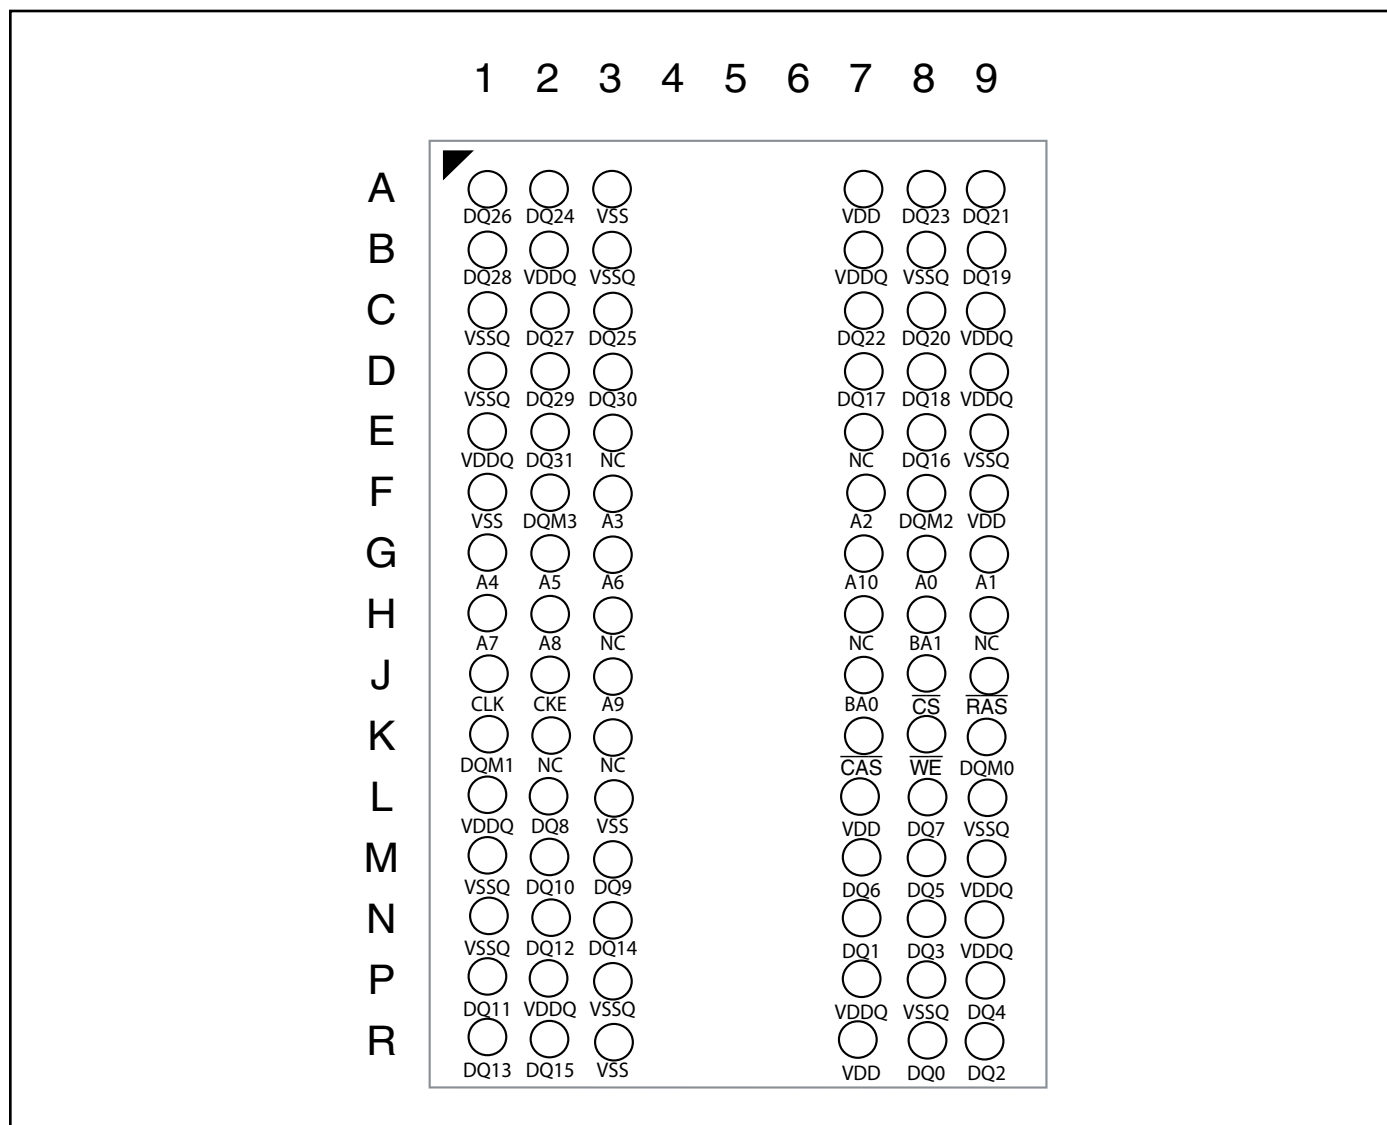 1 2 3 4 5 6 7 8 9
A
DQ26 DQ24 VSS VDD DQ23 DQ21
B
DQ28 VDDQ VSSQ VDDQ VSSQ DQ19
C
VSSQ DQ27 DQ25 DQ22 DQ20 VDDQ
D
VSSQ DQ29 DQ30 DQ17 DQ18 VDDQ
E
VDDQ DQ31 NC NC DQ16 VSSQ
F
VSS DQM3 A3 A2 DQM2 VDD
G
A4 A5 A6 A10 A0 A1
H
A7 A8 NC NC BA1 NC
J
CLK CKE A9 BA0 C̅S̅ R̅A̅S̅
K
DQM1 NC NC C̅A̅S̅ W̅E̅ DQM0
L
VDDQ DQ8 VSS VDD DQ7 VSSQ
M
VSSQ DQ10 DQ9 DQ6 DQ5 VDDQ
N
VSSQ DQ12 DQ14 DQ1 DQ3 VDDQ
P
DQ11 VDDQ VSSQ VDDQ VSSQ DQ4
R
DQ13 DQ15 VSS VDD DQ0 DQ2